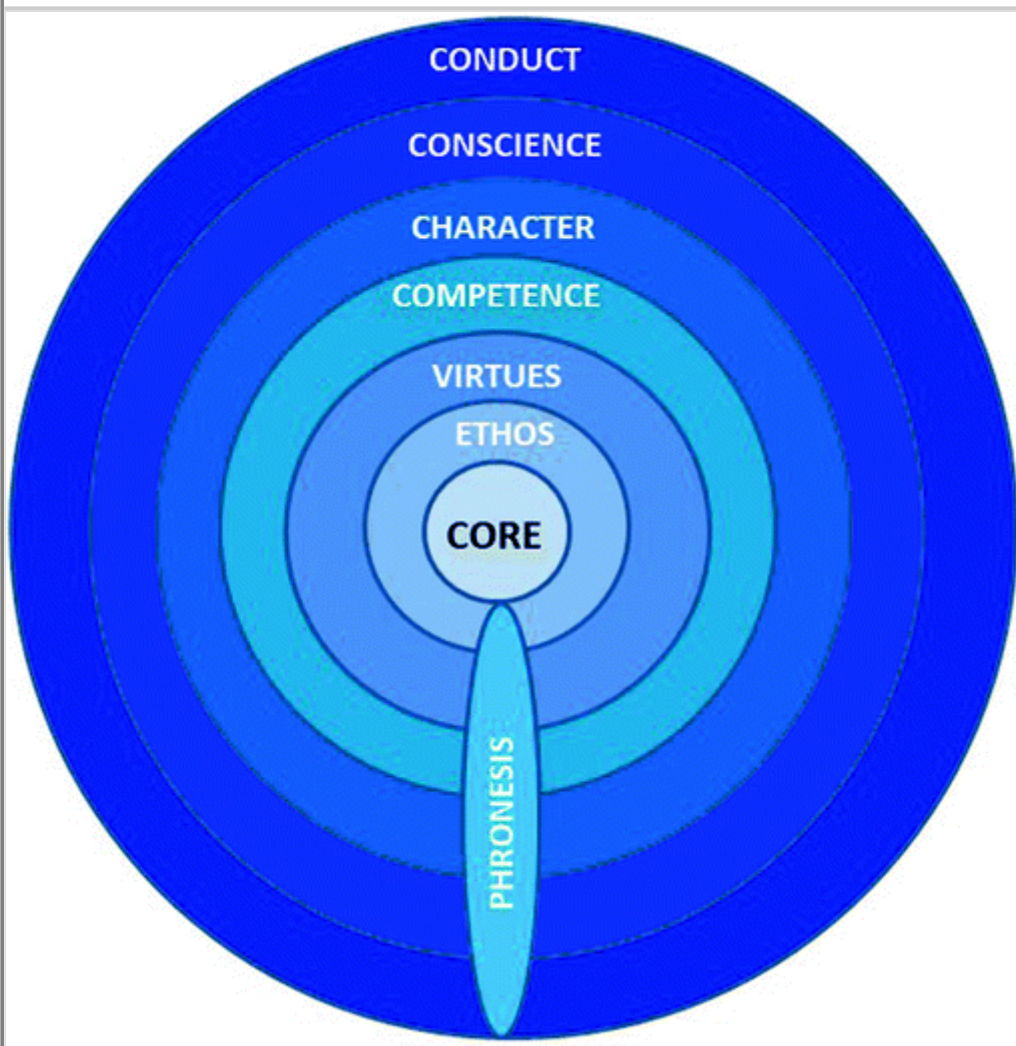 CONDUCT
CONSCIENCE
CHARACTER
COMPETENCE
VIRTUES
ETHOS
CORE
PHRONESIS